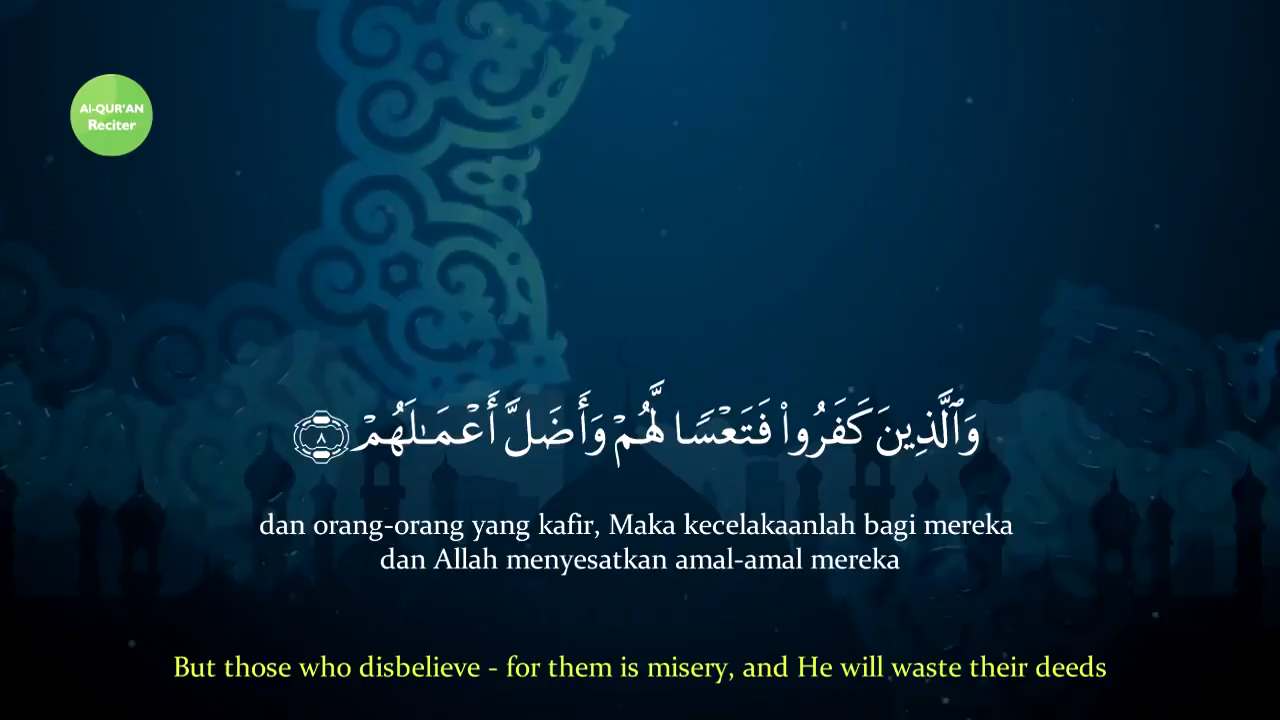 Al-QUR'AN
Reciter
وَٱلَّذِينَ كَفَرُوا۟ فَتَعْسًا لَّهُمْ وَأَضَلَّ أَعْمَـٰلَهُمْ ٨
dan orang-orang yang kafir, Maka kecelakaanlah bagi mereka
dan Allah menyesatkan amal-amal mereka
But those who disbelieve - for them is misery, and He will waste their deeds